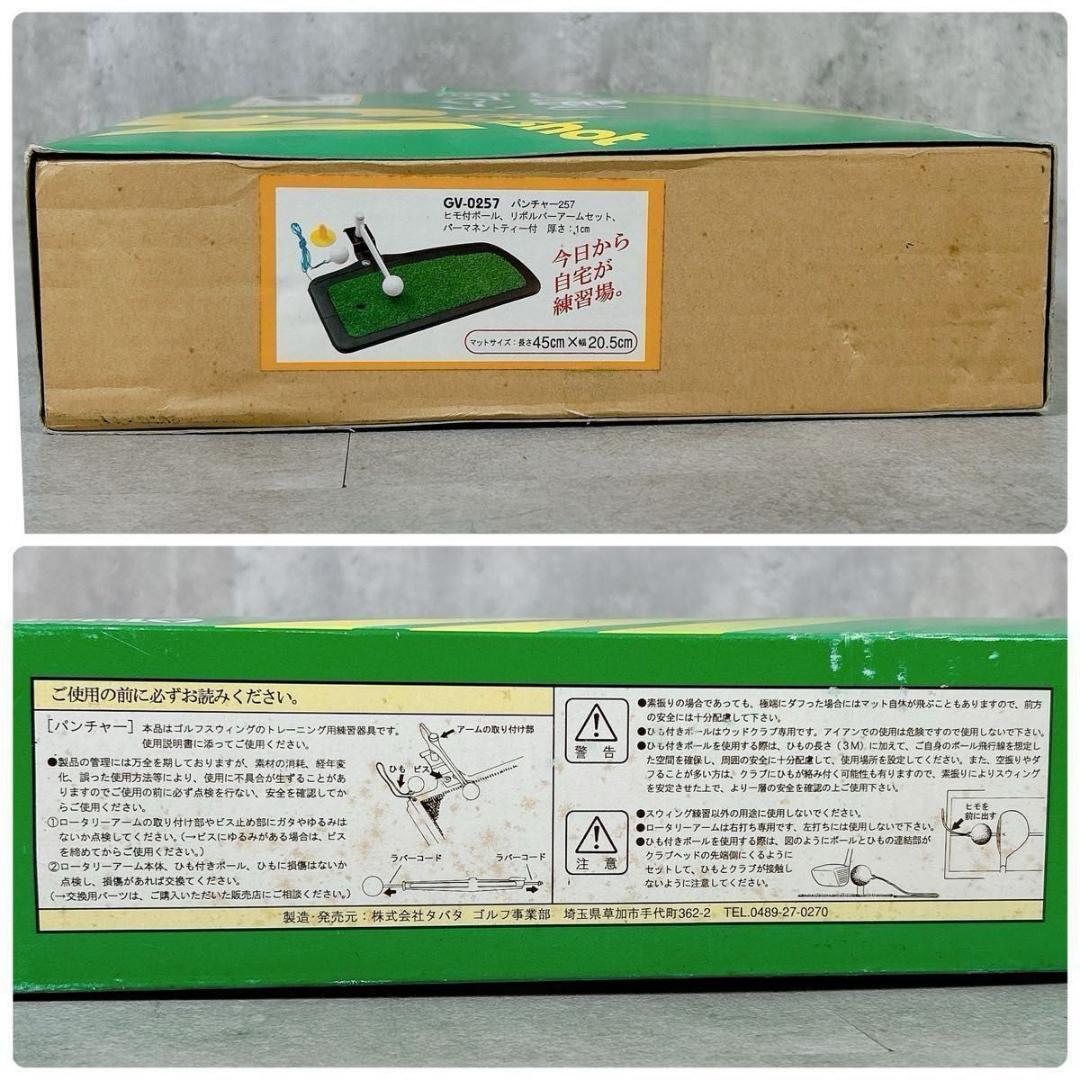 GV-0257 パンチャー257
ヒモ付ボール、リボルバーアームセット、
パーマネントティー付 厚さ:1cm
今日から
自宅が
練習場。
マットサイズ:長さ45cm×幅20.5cm
ご使用の前に必ずお読みください。
[パンチャー] 本品はゴルフスウィングのトレーニング用練習器具です。
使用説明書に添ってご使用ください。
●製品の管理には万全を期しておりますが、素材の消耗、経年変
化、誤った使用方法等により、使用に不具合が生ずることがあ
りますのでご使用の前に必ず点検を行ない、安全を確認してか
らご使用ください。
①ロータリーアームの取り付け部やビス止め部にガタやゆるみは
ないか点検してください。(→ビスにゆるみがある場合は、ビス
を締めてからご使用ください。)
②ロータリーアーム本体、ひも付きボール、ひもに損傷はないか
点検し、損傷があれば交換してください。
(→交換用パーツは、ご購入いただいた販売店にご相談ください。)
アームの取り付け部
ひも
ビス
ラバーコード
ラバーコード
警告
●素振りの場合であっても、極端にダフった場合にはマット自体が飛ぶこともありますので、前方
の安全には十分配慮して下さい。
●ひも付きボールはウッドクラブ専用です。アイアンでの使用は危険ですので使用しないで下さい。
●ひも付きボールを使用する際は、ひもの長さ(3M)に加えて、ご自身のボール飛行線を想定し
た空間を確保し、周囲の安全に十分配慮して、使用場所を設定してください。また、空振りやダ
フることが多い方は、クラブにひもが絡み付く可能性も有りますので、素振りによりスウィング
を安定させた上で、より一層の安全を確認の上ご使用下さい。
注意
●スウィング練習以外の用途に使用しないでください。
●ロータリーアームは右打ち専用です、左打ちには使用しないで下さい。
●ひも付きボールを使用する際は、図のようにボールとひもの連結部が
クラブヘッドの先端側にくるように
セットして、ひもとクラブが接触し
ないように注意してください。
ヒモを
前に出す
製造・発売元:株式会社タバタ ゴルフ事業部 埼玉県草加市手代町362-2 TEL.0489-27-0270